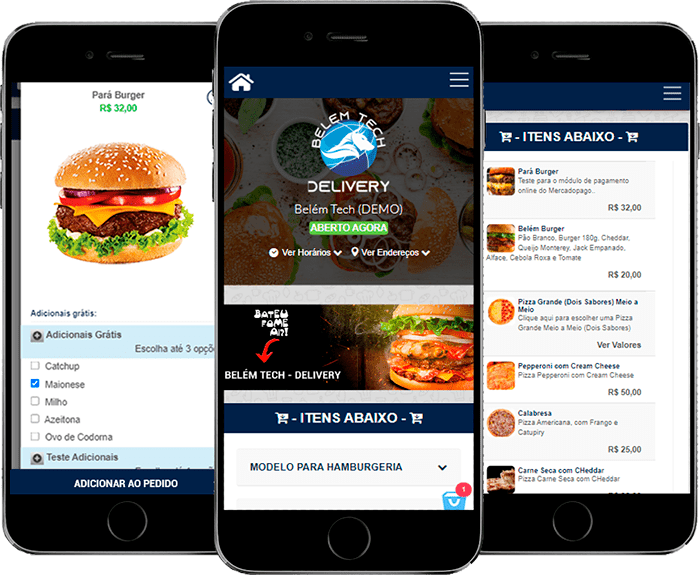 Pará Burger
R$ 32,00
Adicionais grátis:
Adicionais Grátis
Escolha até 3 opçõ
Catchup
Maionese
Milho
Azeitona
Ovo de Codorna
Teste Adicionais
ADICIONAR AO PEDIDO
BELÉM TECH
DELIVERY
Belém Tech (DEMO)
ABERTO AGORA
Ver Horários
Ver Endereços
BATEU
FOME
AN!
BELÉM TECH - DELIVERY
- ITENS ABAIXO -
MODELO PARA HAMBURGERIA
1
- ITENS ABAIXO -
Pará Burger
Teste para o módulo de pagamento
online do Mercadopago..
R$ 32,00
Belém Burger
Pão Branco, Burger 180g, Cheddar,
Queijo Monterey, Jack Empanado,
Alface, Cebola Roxa e Tomate
R$ 20,00
Pizza Grande (Dois Sabores) Meio a
Meio
Clique aqui para escolher uma Pizza
Grande Meio a Meio (Dois Sabores)
Ver Valores
Pepperoni com Cream Cheese
Pizza Pepperoni com Cream Cheese
R$ 50,00
Calabresa
Pizza Americana, com Frango e
Catupiry
R$ 25,00
Carne Seca com CHeddar
Pizza Carne Seca com CHeddar